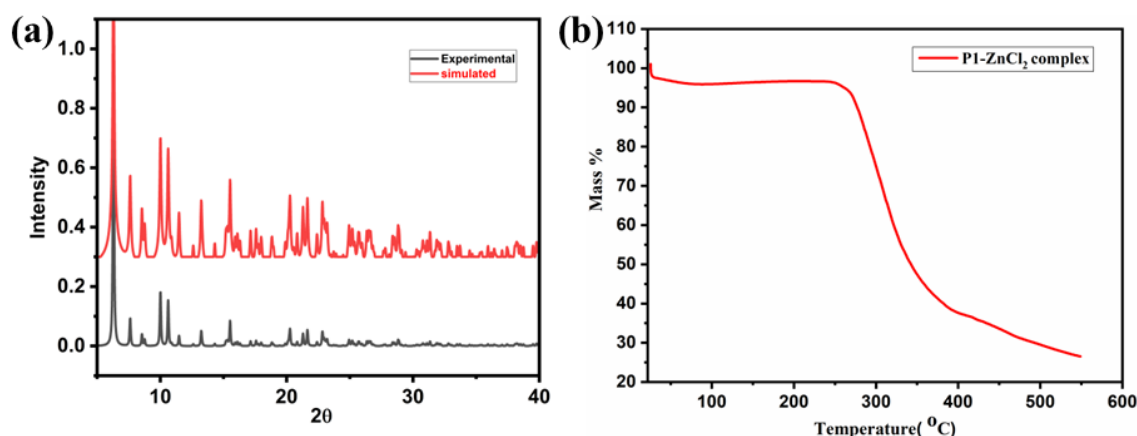 (a)
Experimental
simulated
Intensity
1.0
0.8
0.6
0.4
0.2
0.0
10
20
30
40
2θ
(b)
P1-ZnCl₂ complex
Mass %
110
100
90
80
70
60
50
40
30
20
100
200
300
400
500
600
Temperature( ⁰C)